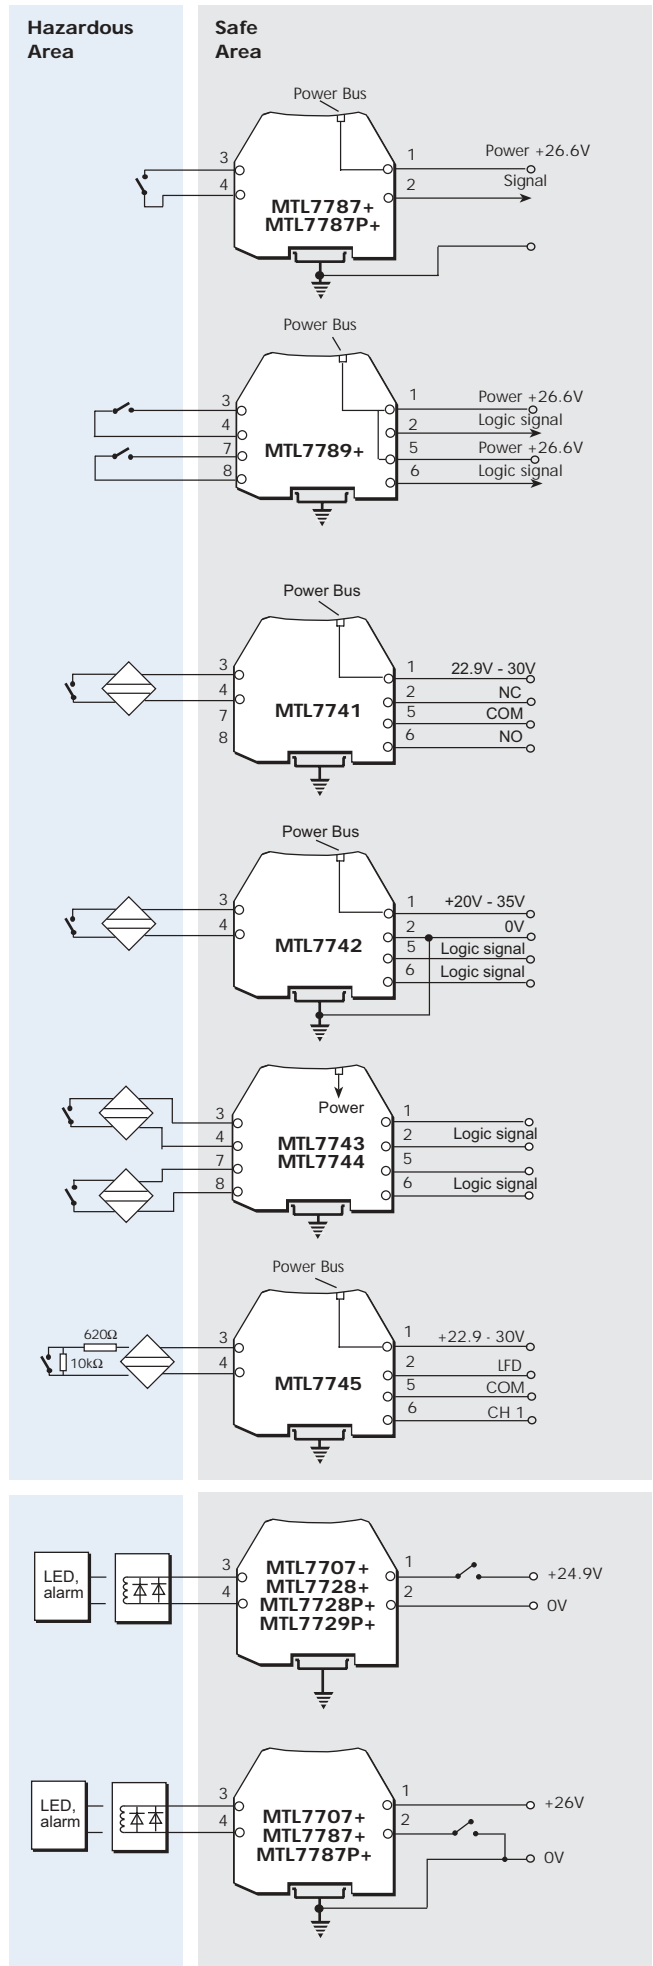 Hazardous
Area
Safe
Area
Power Bus
3
4
1
2
Power +26.6V
Signal
MTL7787+
MTL7787P+
Power Bus
3
4
7
8
1
2
5
6
Power +26.6V
Logic signal
Power +26.6V
Logic signal
MTL7789+
Power Bus
3
4
7
8
1
2
5
6
22.9V - 30V
NC
COM
NO
MTL7741
Power Bus
3
4
1
2
5
6
+20V - 35V
0V
Logic signal
Logic signal
MTL7742
Power
3
4
7
8
1
2
5
6
Logic signal
Logic signal
MTL7743
MTL7744
Power Bus
620Ω
10kΩ
3
4
1
2
5
6
+22.9 - 30V
LFD
COM
CH 1
MTL7745
LED,
alarm
3
4
MTL7707+
MTL7728+
MTL7728P+
MTL7729P+
1
2
+24.9V
0V
LED,
alarm
3
4
MTL7707+
MTL7787+
MTL7787P+
1
2
+26V
0V